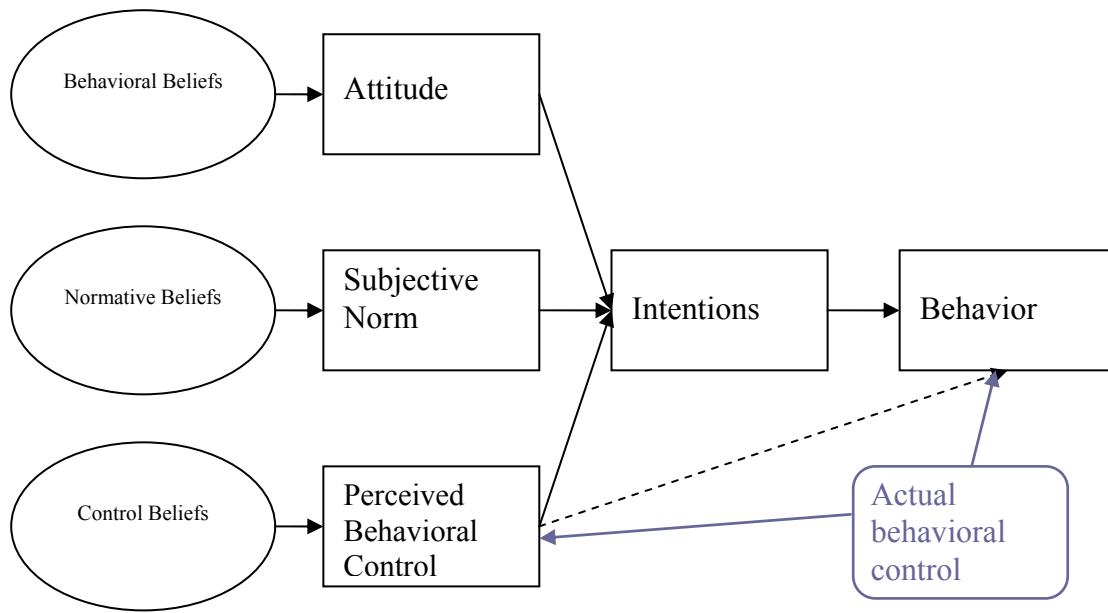 Behavioral Beliefs
Attitude
Normative Beliefs
Subjective
Norm
Intentions
Behavior
Control Beliefs
Perceived
Behavioral
Control
Actual
behavioral
control